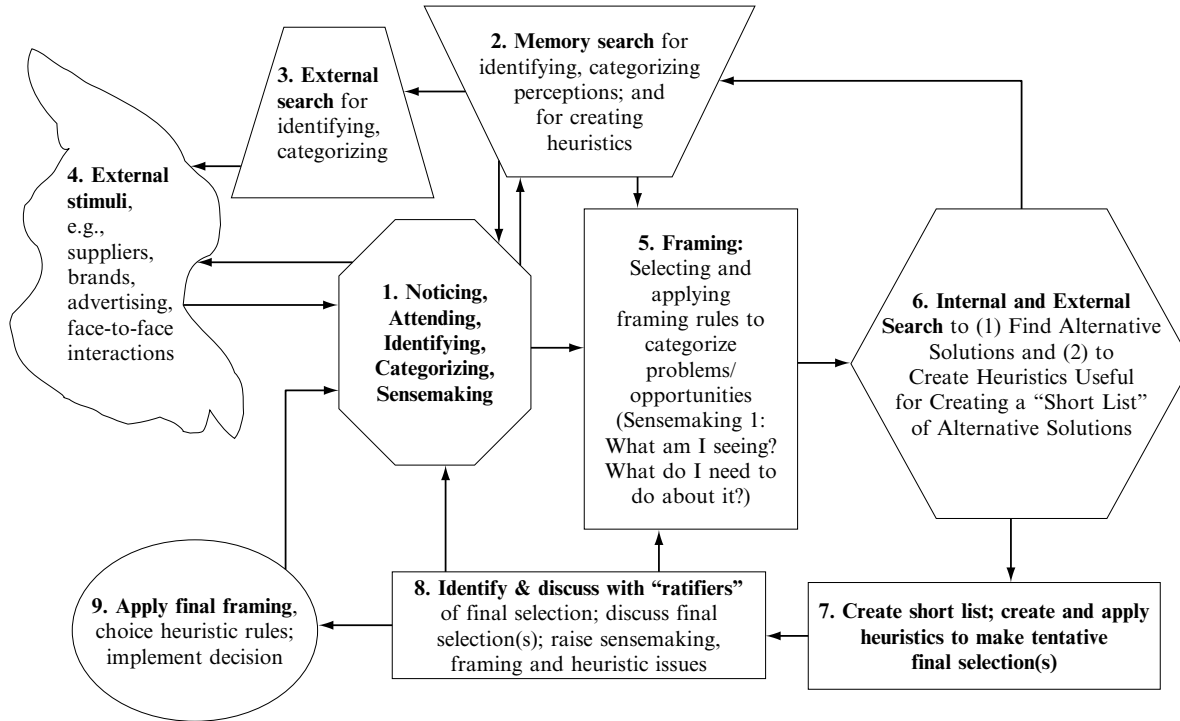 2. Memory search for
identifying, categorizing
perceptions; and
for creating
heuristics
3. External
search for
identifying,
categorizing
4. External
stimuli,
e.g.,
suppliers,
brands,
advertising,
face-to-face
interactions
1. Noticing,
Attending,
Identifying,
Categorizing,
Sensemaking
5. Framing:
Selecting and
applying
framing rules to
categorize
problems/
opportunities
(Sensemaking 1:
What am I seeing?
What do I need to
do about it?)
6. Internal and External
Search to (1) Find Alternative
Solutions and (2) to
Create Heuristics Useful
for Creating a “Short List”
of Alternative Solutions
7. Create short list; create and apply
heuristics to make tentative
final selection(s)
8. Identify & discuss with “ratifiers”
of final selection; discuss final
selection(s); raise sensemaking,
framing and heuristic issues
9. Apply final framing,
choice heuristic rules;
implement decision